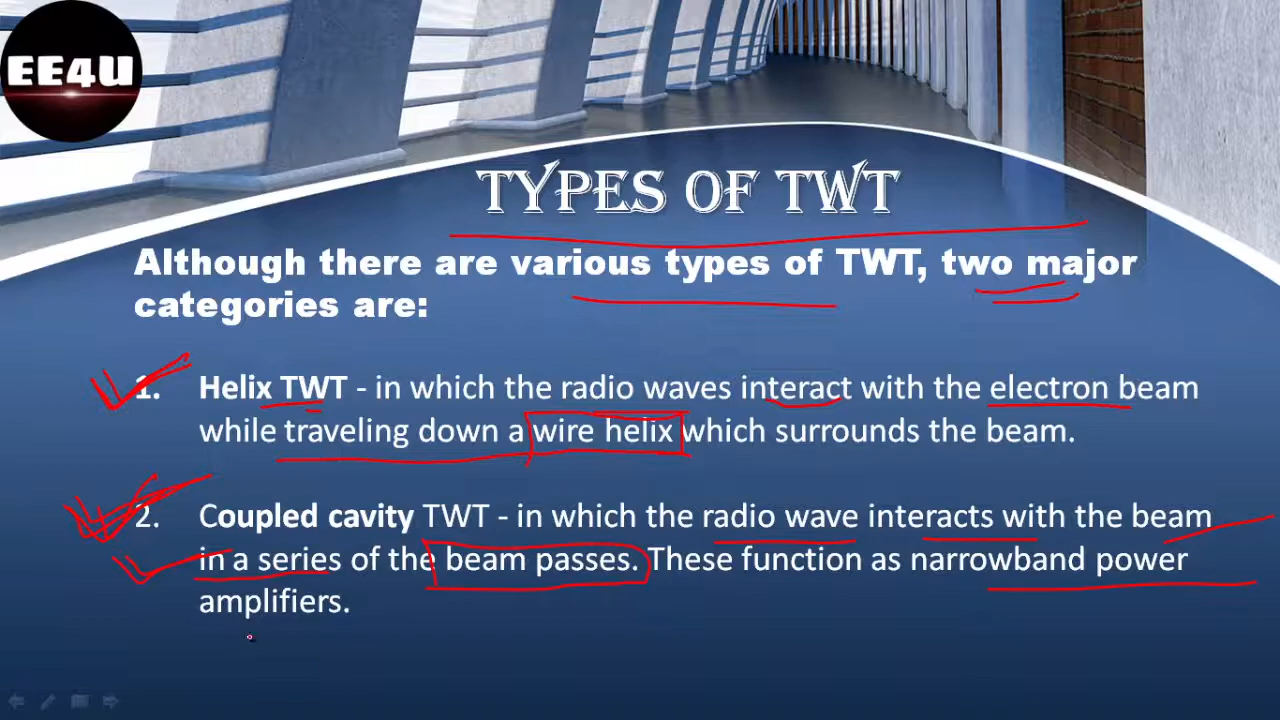 EE4U
TYPES OF TWT
Although there are various types of TWT, two major
categories are:
1. Helix TWT - in which the radio waves interact with the electron beam
while traveling down a wire helix which surrounds the beam.
2. Coupled cavity TWT - in which the radio wave interacts with the beam
in a series of the beam passes. These function as narrowband power
amplifiers.